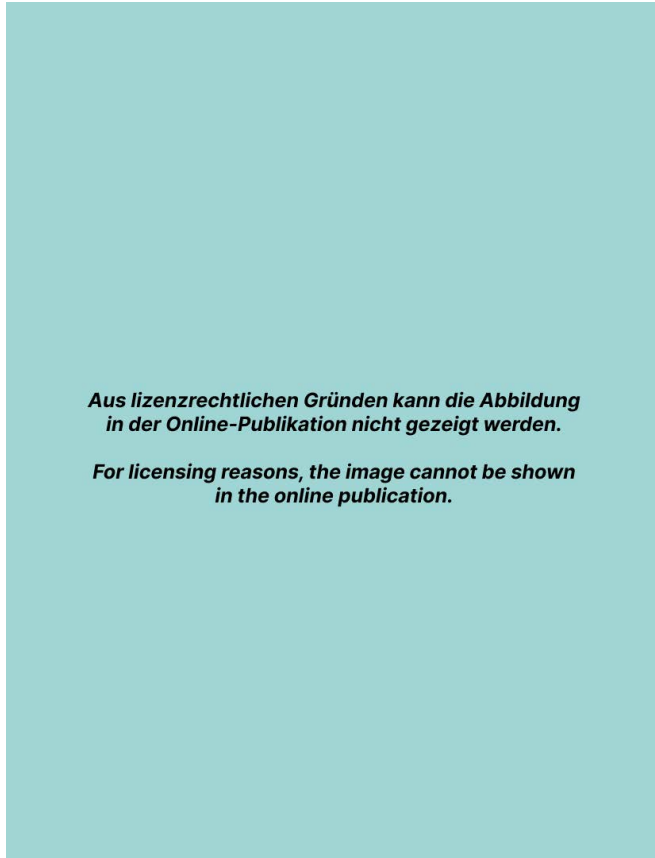 Aus lizenzrechtlichen Gründen kann die Abbildung
in der Online-Publikation nicht gezeigt werden.
For licensing reasons, the image cannot be shown
in the online publication.